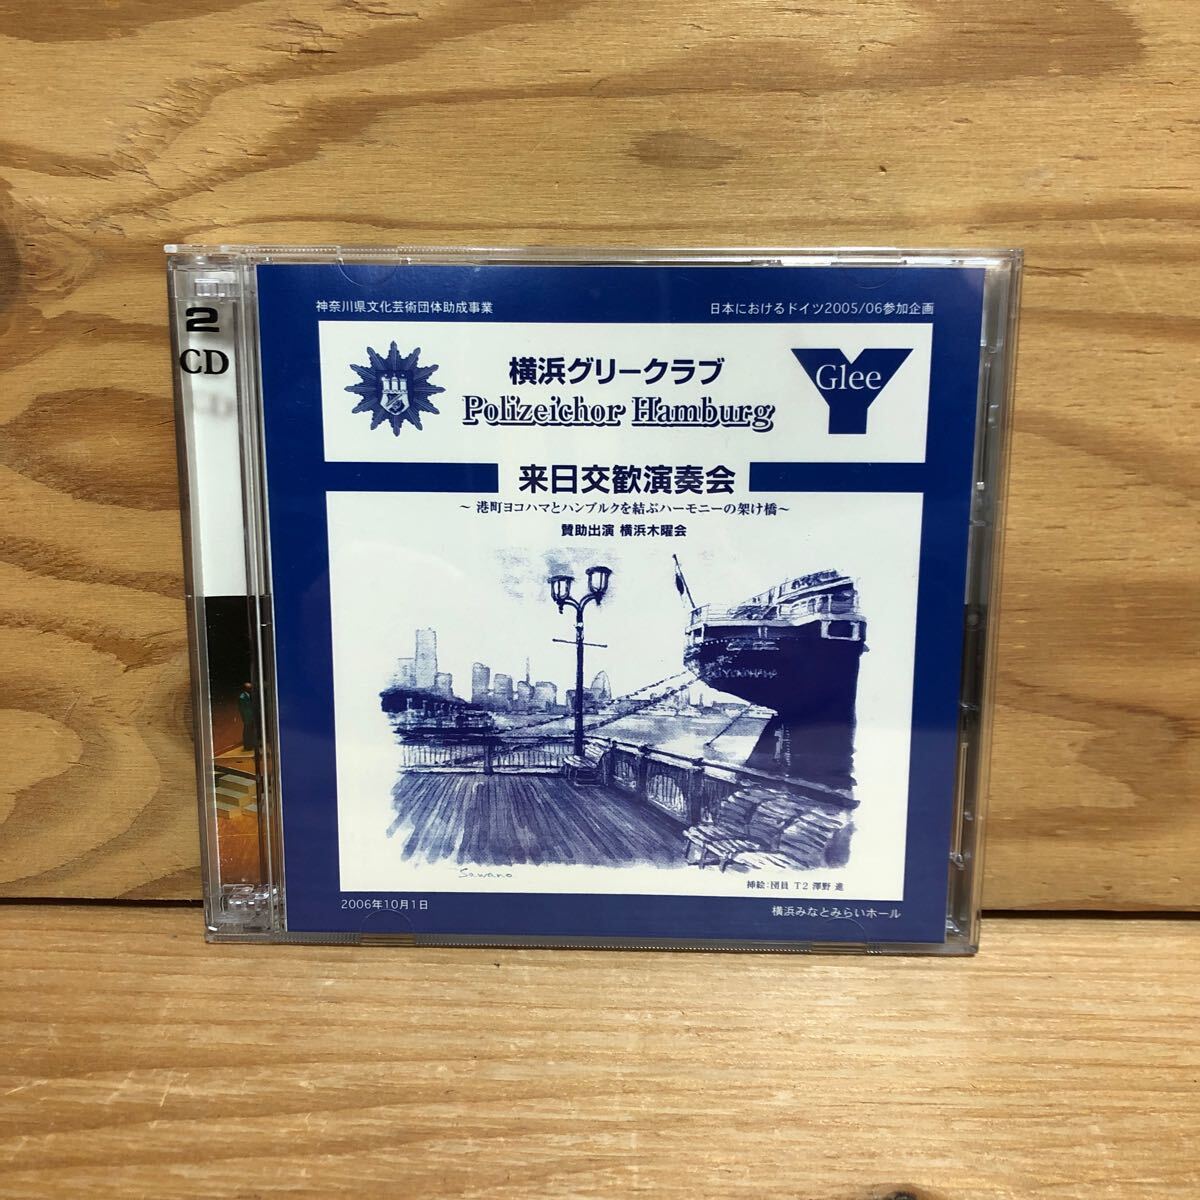 2
CD
神奈川県文化芸術団体助成事業
日本におけるドイツ2005/06参加企画
横浜グリークラブ
Polizeichor Hamburg
Glee
来日交歓演奏会
～ 港町ヨコハマとハンブルクを結ぶハーモニーの架け橋～
賛助出演 横浜木曜会
Sawano
挿絵：団員 T2 澤野 進
2006年10月1日
横浜みなとみらいホール